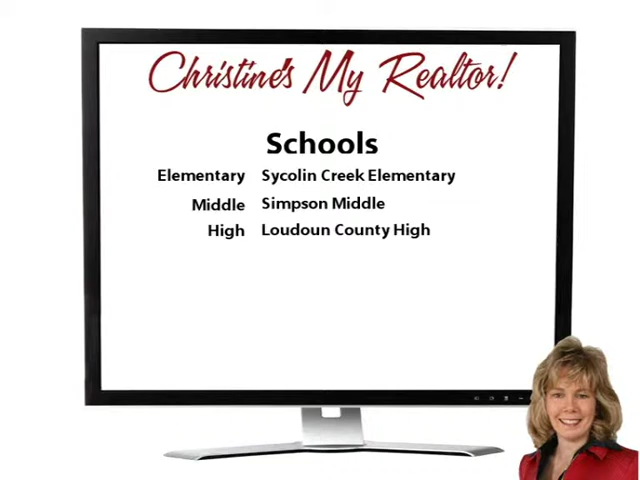 Christine's My Realtor!
Schools
Elementary Sycolin Creek Elementary
Middle Simpson Middle
High Loudoun County High